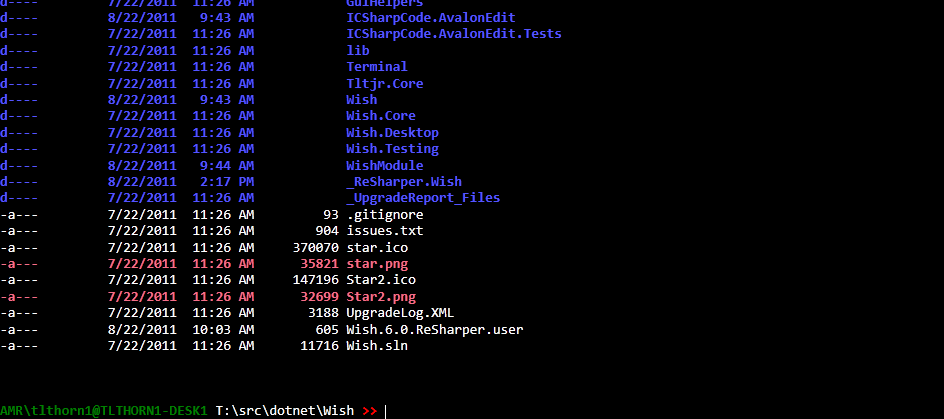 d---- 7/22/2011 11:26 AM GuiHelpers
d---- 8/22/2011 9:43 AM ICSharpCode.AvalonEdit
d---- 7/22/2011 11:26 AM ICSharpCode.AvalonEdit.Tests
d---- 7/22/2011 11:26 AM lib
d---- 7/22/2011 11:26 AM Terminal
d---- 7/22/2011 11:26 AM Tltjr.Core
d---- 8/22/2011 9:43 AM Wish
d---- 7/22/2011 11:26 AM Wish.Core
d---- 7/22/2011 11:26 AM Wish.Desktop
d---- 7/22/2011 11:26 AM Wish.Testing
d---- 8/22/2011 9:44 AM WishModule
d---- 8/22/2011 2:17 PM _ReSharper.Wish
d---- 7/22/2011 11:26 AM _UpgradeReport_Files
-a--- 7/22/2011 11:26 AM 93 .gitignore
-a--- 7/22/2011 11:26 AM 904 issues.txt
-a--- 7/22/2011 11:26 AM 370070 star.ico
-a--- 7/22/2011 11:26 AM 35821 star.png
-a--- 7/22/2011 11:26 AM 147196 Star2.ico
-a--- 7/22/2011 11:26 AM 32699 Star2.png
-a--- 7/22/2011 11:26 AM 3188 UpgradeLog.XML
-a--- 8/22/2011 10:03 AM 605 Wish.6.0.ReSharper.user
-a--- 7/22/2011 11:26 AM 11716 Wish.sln
AMR\tlthorn1@TLTHORN1-DESK1 T:\src\dotnet\Wish >>